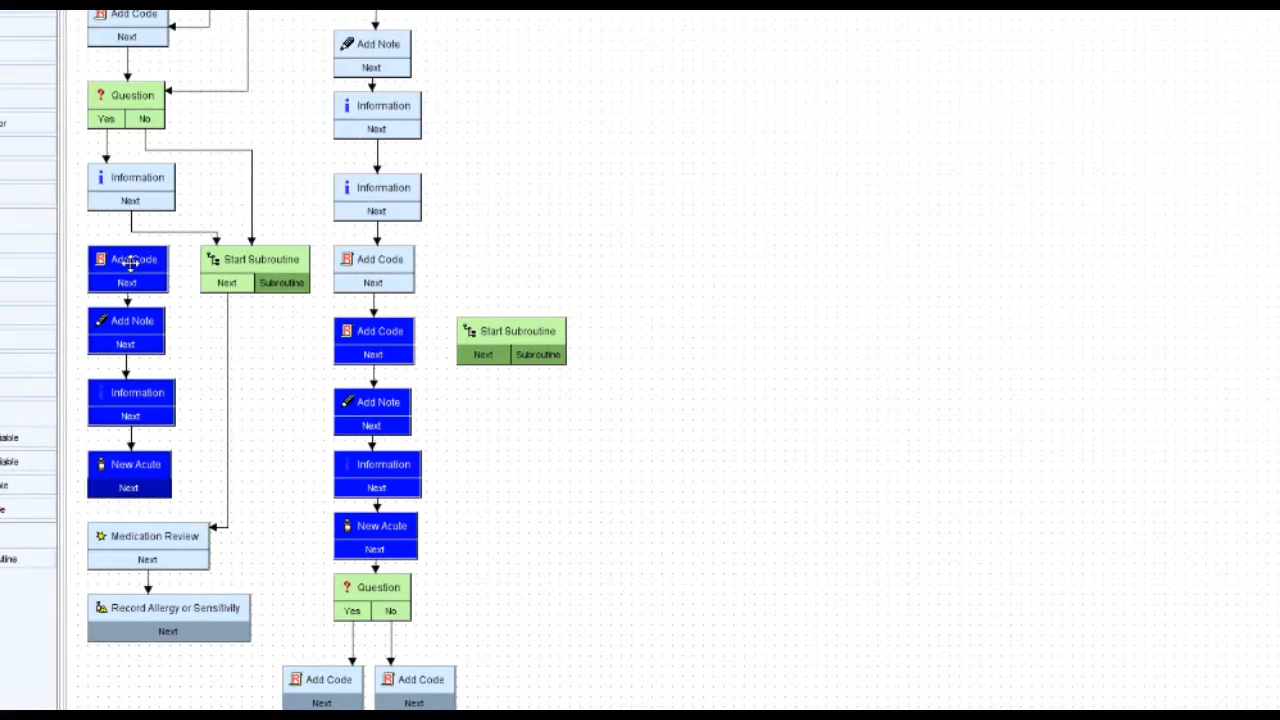 Add Code
Next
Question
Yes No
Information
Next
Add Code
Next
Start Subroutine
Next Subroutine
Add Note
Next
Information
Next
New Acute
Next
Medication Review
Next
Record Allergy or Sensitivity
Next
Add Note
Next
Information
Next
Information
Next
Add Code
Next
Add Code
Next
Start Subroutine
Next Subroutine
Add Note
Next
Information
Next
New Acute
Next
Question
Yes No
Add Code
Next
Add Code
Next